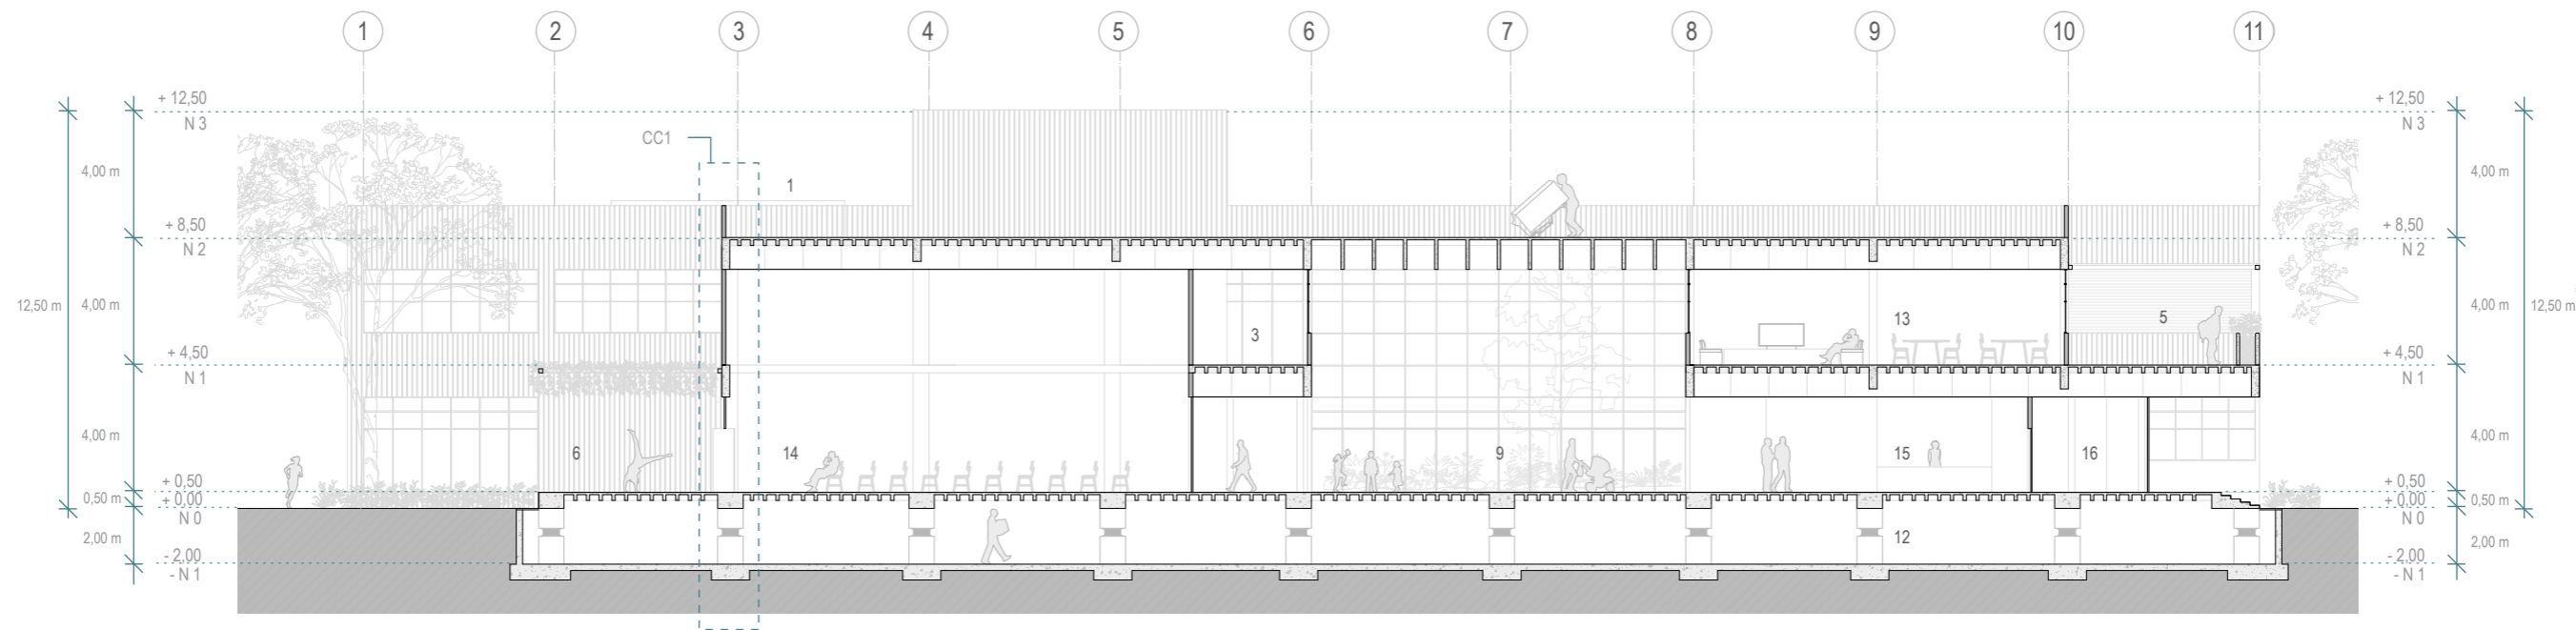 1 2 3 4 5 6 7 8 9 10 11
+ 12,50
N 3
+ 12,50
N 3
CC1
4,00 m
4,00 m
1
+ 8,50
N 2
+ 8,50
N 2
12,50 m
4,00 m
3
13
5
4,00 m
12,50 m
+ 4,50
N 1
+ 4,50
N 1
4,00 m
6
14
9
15
16
4,00 m
+ 0,50
0,50 m
+ 0,00
N 0
+ 0,50
+ 0,00
0,50 m
N 0
2,00 m
12
2,00 m
- 2,00
- N 1
- 2,00
- N 1